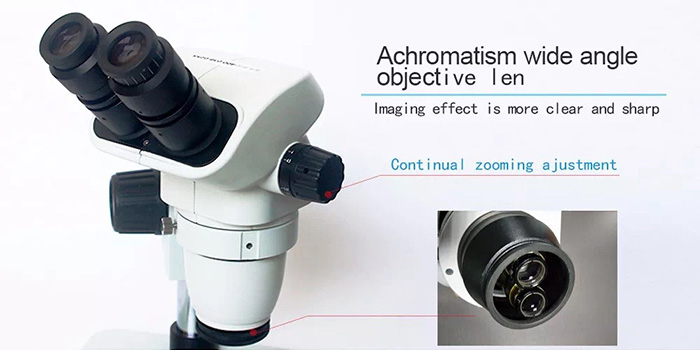 Achromatism wide angle
objective len
Imaging effect is more clear and sharp
Continual zooming ajustment